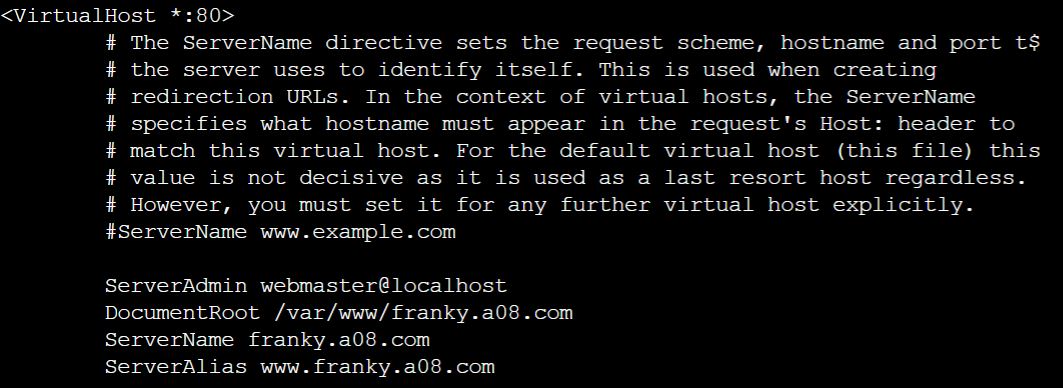 <VirtualHost *:80>
# The ServerName directive sets the request scheme, hostname and port t$
# the server uses to identify itself. This is used when creating
# redirection URLs. In the context of virtual hosts, the ServerName
# specifies what hostname must appear in the request's Host: header to
# match this virtual host. For the default virtual host (this file) this
# value is not decisive as it is used as a last resort host regardless.
# However, you must set it for any further virtual host explicitly.
#ServerName www.example.com

ServerAdmin webmaster@localhost
DocumentRoot /var/www/franky.a08.com
ServerName franky.a08.com
ServerAlias www.franky.a08.com